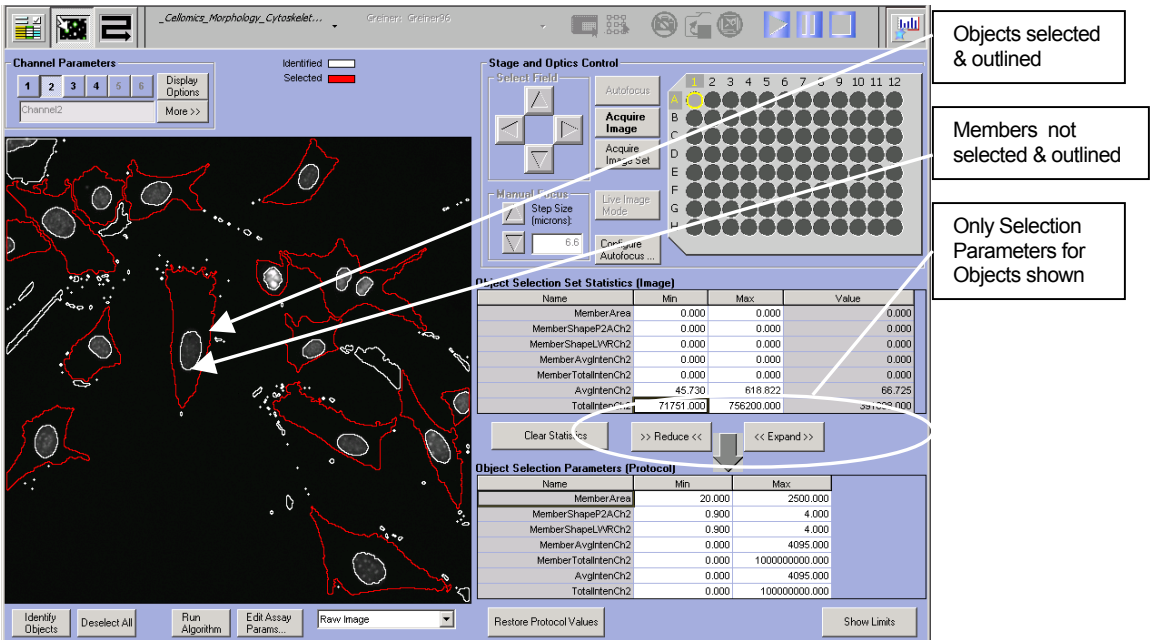 _Cellomics_Morphology_Cytoskelet...
Greiner: Greiner96
Objects selected
& outlined
Members not
selected & outlined
Only Selection
Parameters for
Objects shown
Channel Parameters
1 2 3 4 5 6
Display
Options
Channel2
More >>
Identified
Selected
Stage and Optics Control
Select Field
Autofocus
Acquire
Image
Acquire
Image Set
Manual Focus
Step Size
(microns):
6.6
Live Image
Mode
Configure
Autofocus ...
1 2 3 4 5 6 7 8 9 10 11 12
A
B
C
D
E
F
G
H
Object Selection Set Statistics (Image)
Name Min Max Value
MemberArea 0.000 0.000 0.000
MemberShapeP2ACh2 0.000 0.000 0.000
MemberShapeLWRCh2 0.000 0.000 0.000
MemberAvgIntenCh2 0.000 0.000 0.000
MemberTotalIntenCh2 0.000 0.000 0.000
AvgIntenCh2 45.730 618.822 66.725
TotalIntenCh2 71751.000 756200.000
Clear Statistics
>> Reduce <<
<< Expand >>
Object Selection Parameters (Protocol)
Name Min Max
MemberArea 20.000 2500.000
MemberShapeP2ACh2 0.900 4.000
MemberShapeLWRCh2 0.900 4.000
MemberAvgIntenCh2 0.000 4095.000
MemberTotalIntenCh2 0.000 1000000000.000
AvgIntenCh2 0.000 4095.000
TotalIntenCh2 0.000 100000000.000
Identify
Objects
Deselect All
Run
Algorithm
Edit Assay
Params...
Raw Image
Restore Protocol Values
Show Limits